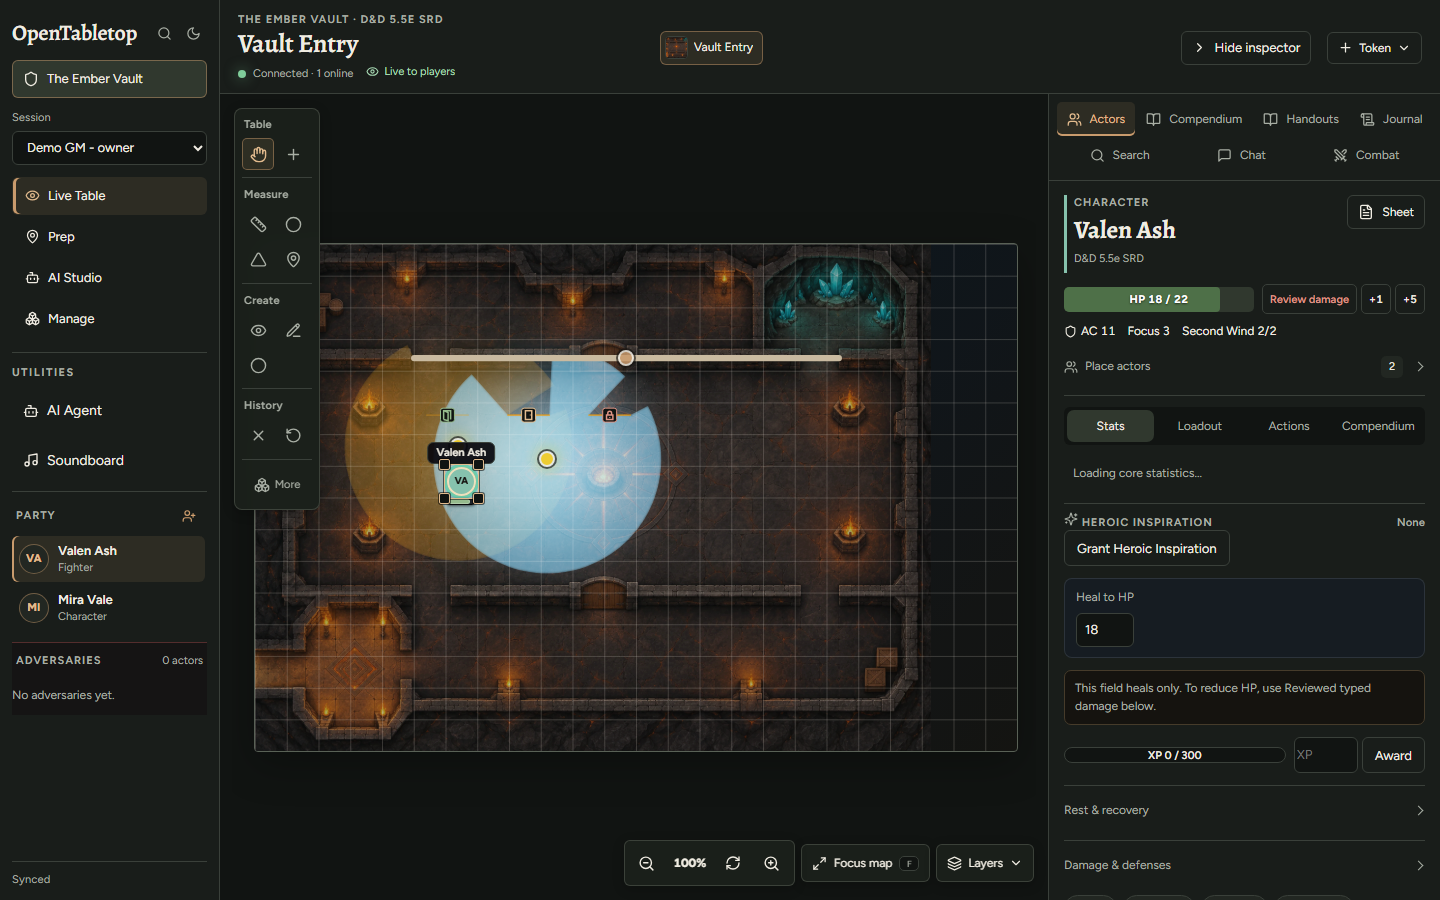 OpenTabletop
The Ember Vault
Session
Demo GM - owner
Live Table
Prep
AI Studio
Manage
UTILITIES
AI Agent
Soundboard
PARTY
VA
Valen Ash
Fighter
MI
Mira Vale
Character
ADVERSARIES
0 actors
No adversaries yet.
Synced
THE EMBER VAULT · D&D 5.5E SRD
Vault Entry
Connected · 1 online
Live to players
Vault Entry
Hide inspector
Token
Table
Measure
Create
History
More
Valen Ash
VA
100%
Focus map
F
Layers
Actors
Compendium
Handouts
Journal
Search
Chat
Combat
CHARACTER
Valen Ash
D&D 5.5e SRD
Sheet
HP 18 / 22
Review damage
+1
+5
AC 11
Focus 3
Second Wind 2/2
Place actors
2
Stats
Loadout
Actions
Compendium
Loading core statistics...
HEROIC INSPIRATION
None
Grant Heroic Inspiration
Heal to HP
18
This field heals only. To reduce HP, use Reviewed typed
damage below.
XP 0 / 300
XP
Award
Rest & recovery
Damage & defenses